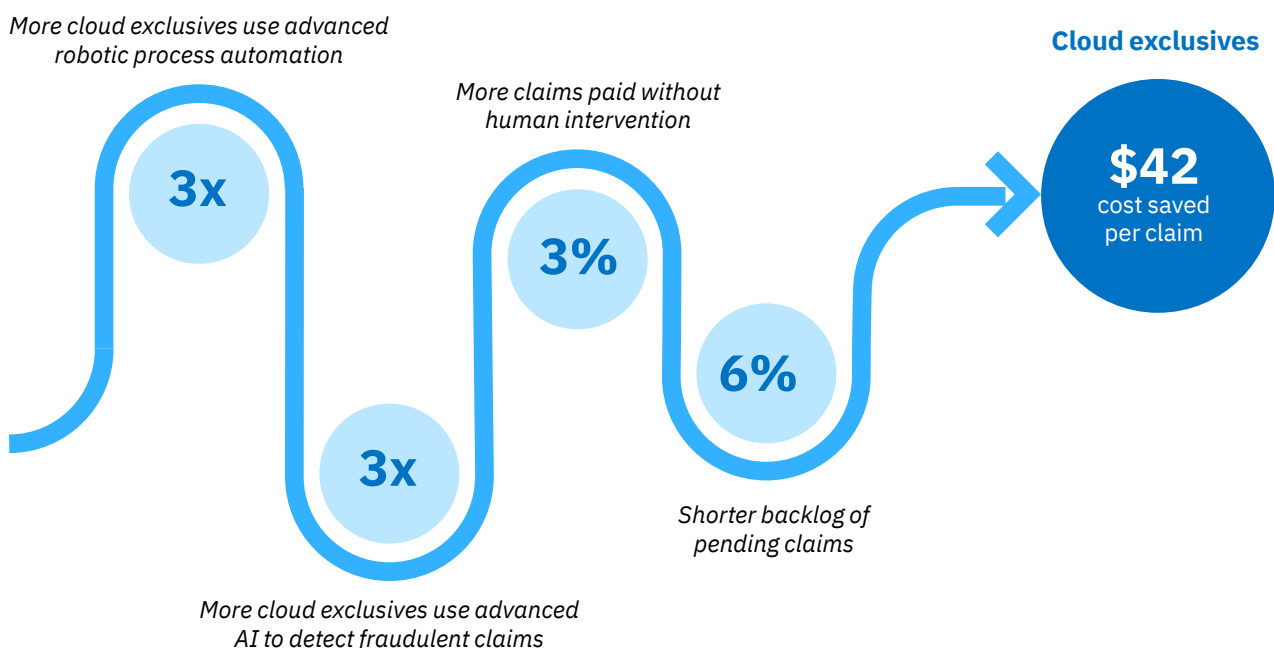 More cloud exclusives use advanced
robotic process automation
3x
3x
More cloud exclusives use advanced
AI to detect fraudulent claims
More claims paid without
human intervention
3%
6%
Shorter backlog of
pending claims
Cloud exclusives
$42
cost saved
per claim